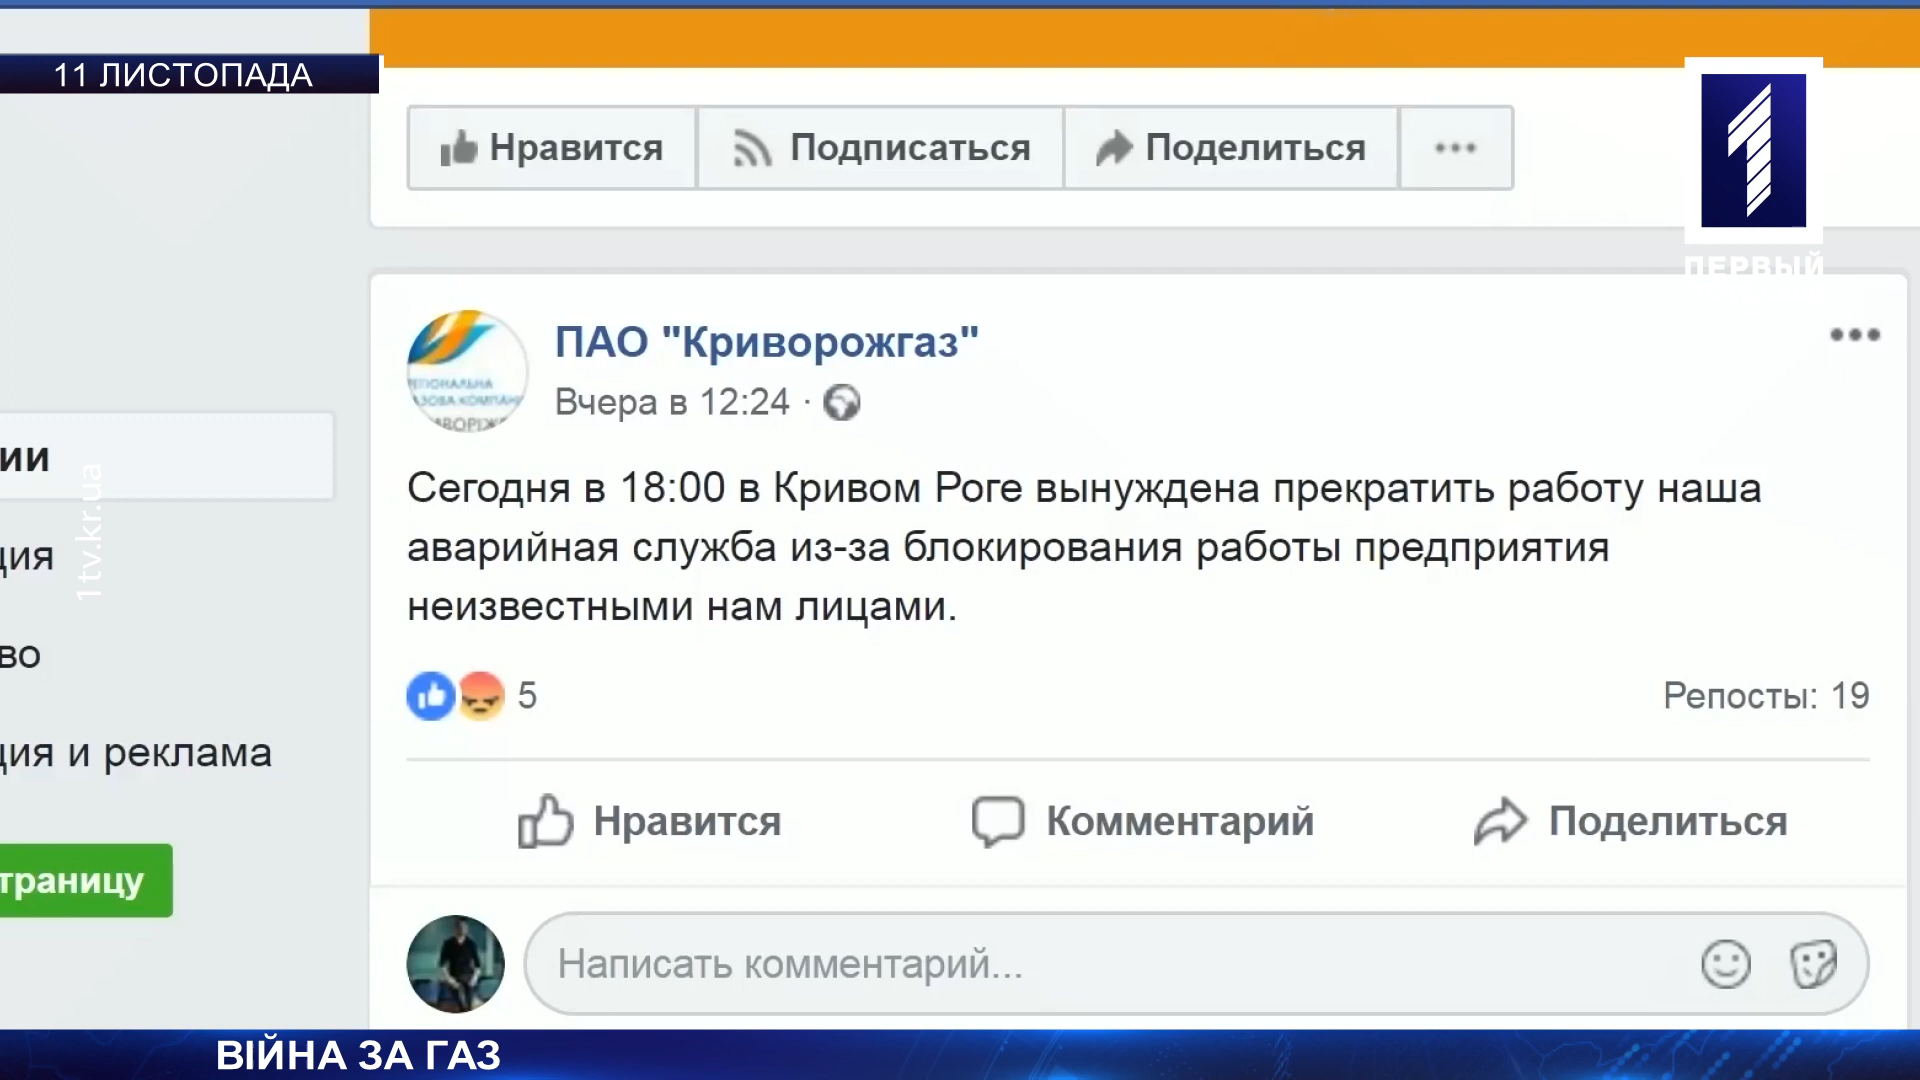 11 ЛИСТОПАДА
Нравится
Подписаться
Поделиться
ПЕРВЫЙ
ПАО "Криворожгаз"
Вчера в 12:24 ·
Сегодня в 18:00 в Кривом Роге вынуждена прекратить работу наша
аварийная служба из-за блокирования работы предприятия
неизвестными нам лицами.
5
Репосты: 19
Нравится
Комментарий
Поделиться
Написать комментарий...
ии
ция
во
ция и реклама
траницу
1tv.kr.ua
ВІЙНА ЗА ГАЗ